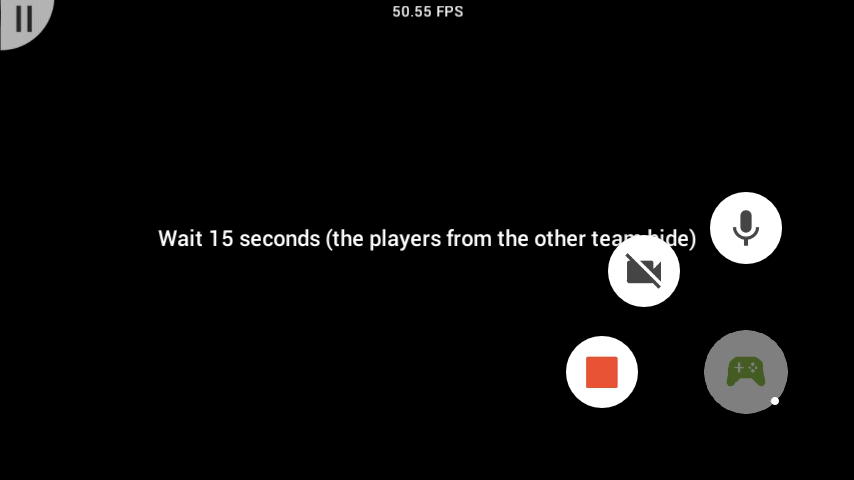 50.55 FPS
Wait 15 seconds (the players from the other team hide)